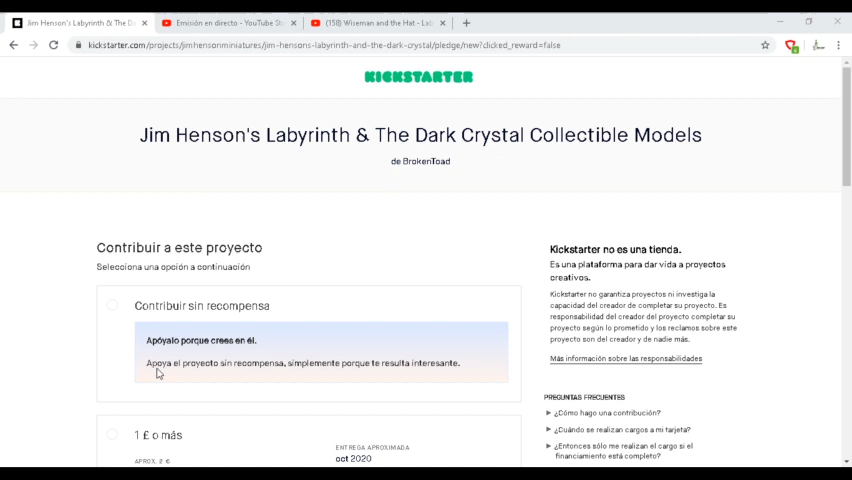 Jim Henson's Labyrinth & The Da
Emisión en directo - YouTube Stu
(158) Wiseman and the Hat - Lab
kickstarter.com/projects/jimhensonminiatures/jim-hensons-labyrinth-and-the-dark-crystal/pledge/new?clicked_reward=false
KICKSTARTER
Jim Henson's Labyrinth & The Dark Crystal Collectible Models
de BrokenToad
Contribuir a este proyecto
Selecciona una opción a continuación
Contribuir sin recompensa
Apóyalo porque crees en él.
Apoya el proyecto sin recompensa, simplemente porque te resulta interesante.
1 £ o más
APROX. 2 €
ENTREGA APROXIMADA
oct 2020
Kickstarter no es una tienda.
Es una plataforma para dar vida a proyectos
creativos.
Kickstarter no garantiza proyectos ni investiga la
capacidad del creador de completar su proyecto. Es
responsabilidad del creador del proyecto completar su
proyecto según lo prometido y los reclamos sobre este
proyecto son del creador y de nadie más.
Más información sobre las responsabilidades
PREGUNTAS FRECUENTES
¿Cómo hago una contribución?
¿Cuándo se realizan cargos a mi tarjeta?
¿Entonces sólo me realizan el cargo si el
financiamiento está completo?